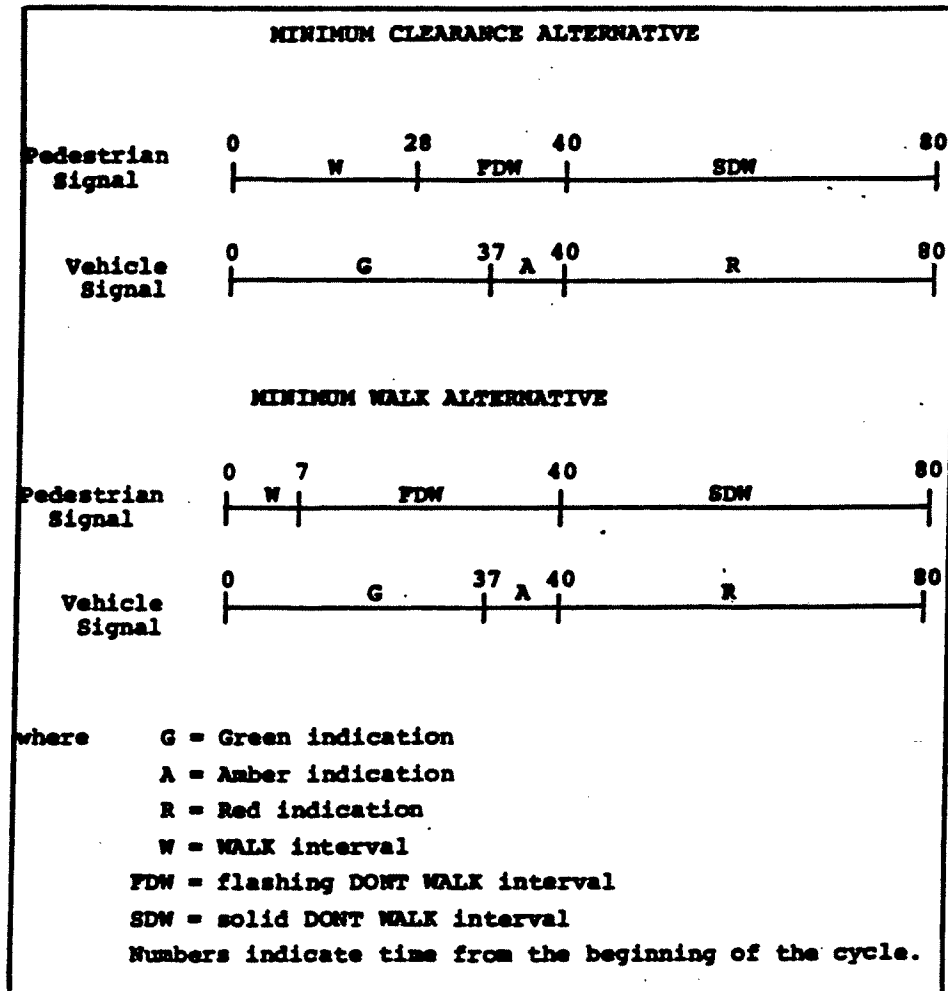 MINIMUM CLEARANCE ALTERNATIVE
0 28 40 80
Pedestrian W FDW SDW
Signal
0 37 40 80
Vehicle G A R
Signal
MINIMUM WALK ALTERNATIVE
0 7 40 80
Pedestrian W FDW SDW
Signal
0 37 40 80
Vehicle G A R
Signal
where G = Green indication
A = Amber indication
R = Red indication
W = WALK interval
FDW = flashing DONT WALK interval
SDW = solid DONT WALK interval
Numbers indicate time from the beginning of the cycle.